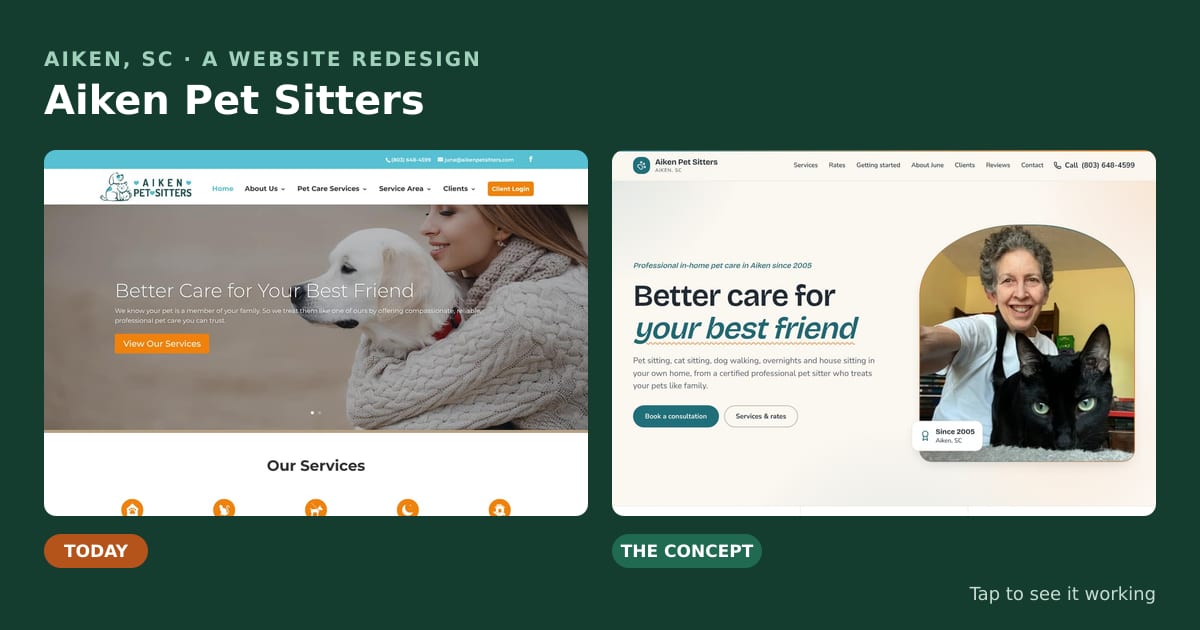 AIKEN, SC · A WEBSITE REDESIGN
Aiken Pet Sitters
(803) 648-4599
june@aikenpetsitters.com
f
AIKEN
PET SITTERS
Home
About Us
Pet Care Services
Service Area
Clients
Client Login
Better Care for Your Best Friend
We know your pet is a member of your family. So we treat them like one of ours by offering compassionate, reliable,
professional pet care you can trust.
View Our Services
Our Services
TODAY
Aiken Pet Sitters
AIKEN, SC
Services
Rates
Getting started
About June
Clients
Reviews
Contact
Call (803) 648-4599
Professional in-home pet care in Aiken since 2005
Better care for
your best friend
Pet sitting, cat sitting, dog walking, overnights and house sitting in
your own home, from a certified professional pet sitter who treats
your pets like family.
Book a consultation
Services & rates
Since 2005
Aiken, SC
THE CONCEPT
Tap to see it working